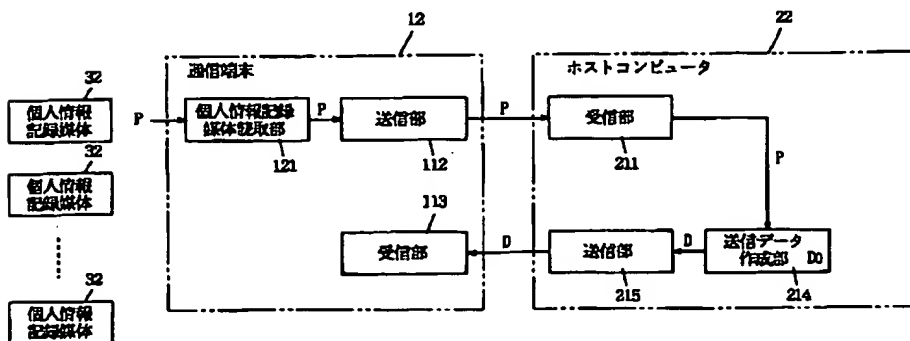 12
22
通信端末
ホストコンピュータ
32
個人情報
記録媒体
P
個人情報記録
媒体読取部
121
P
送信部
112
P
受信部
211
P
32
個人情報
記録媒体
113
受信部
D
送信部
215
D
送信データ
作成部 D0
214
32
個人情報
記録媒体